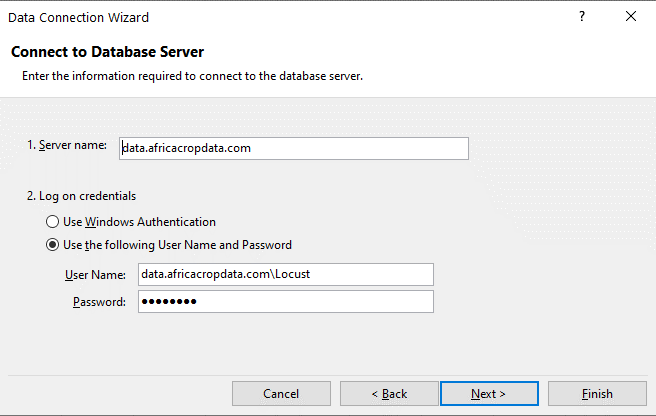 Data Connection Wizard
?
Connect to Database Server
Enter the information required to connect to the database server.
1. Server name: data.africacropdata.com
2. Log on credentials
Use Windows Authentication
Use the following User Name and Password
User Name: data.africacropdata.com\Locust
Password: ●●●●●●●●
Cancel < Back Next > Finish